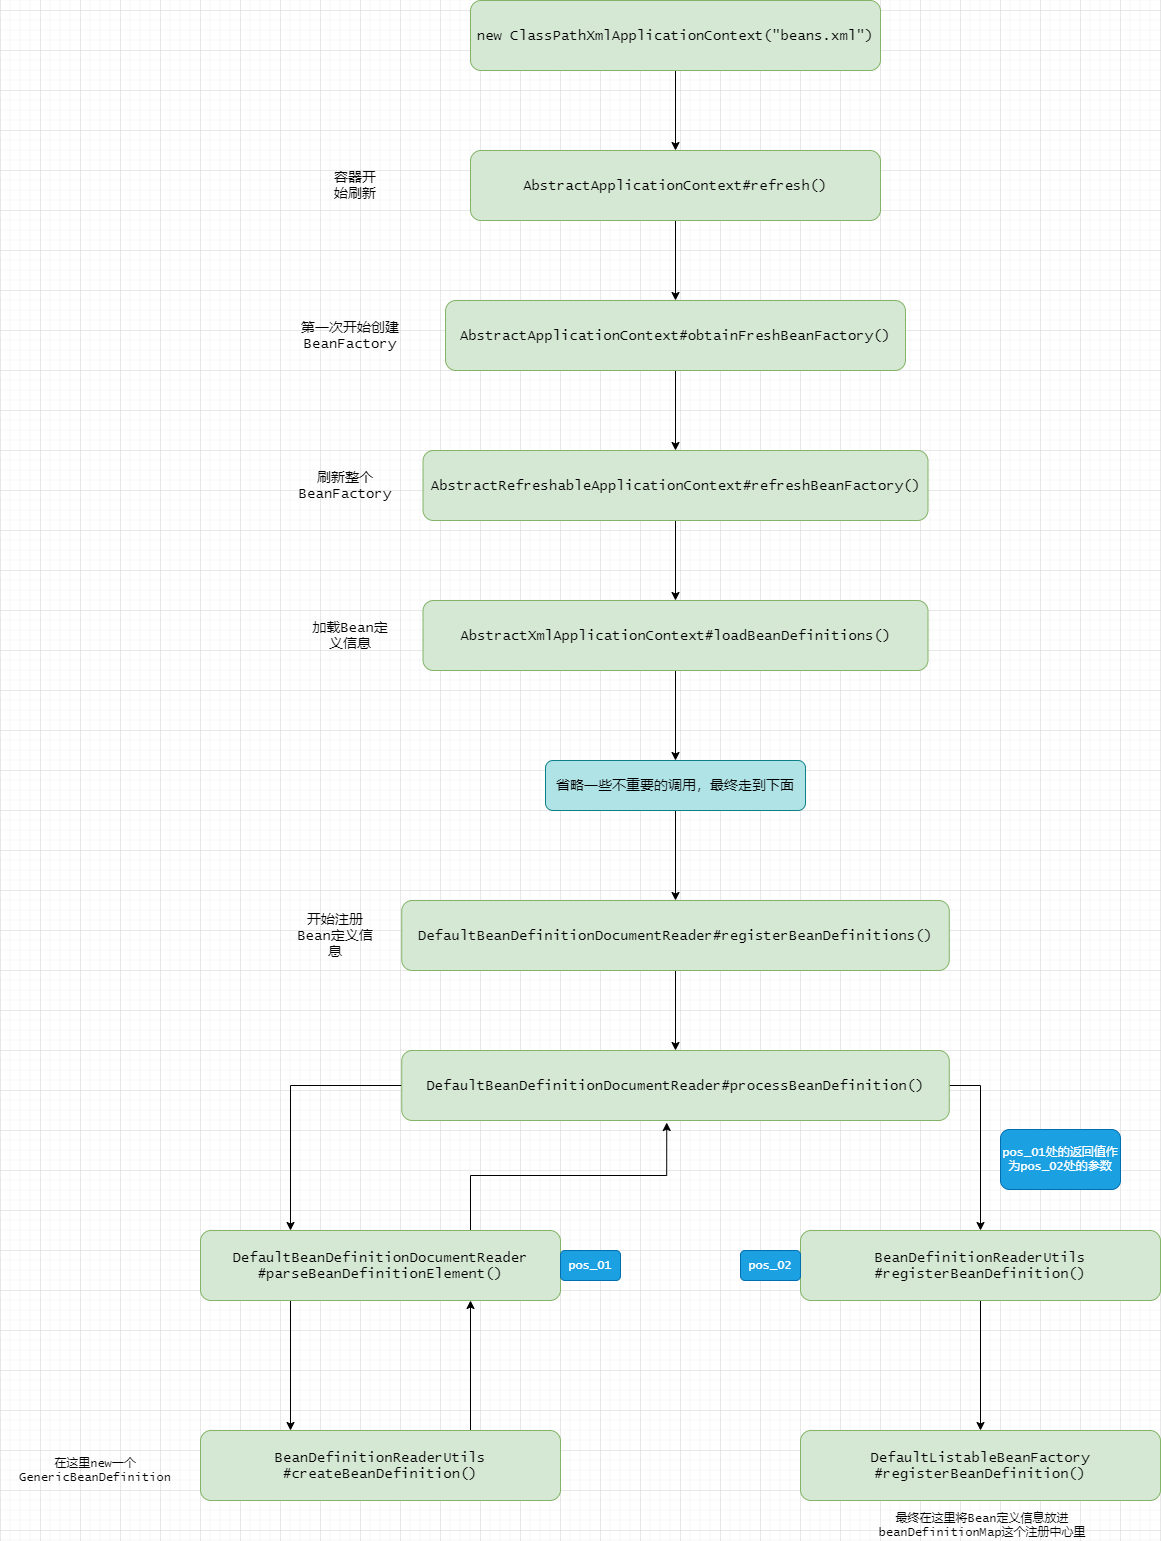 new ClassPathXmlApplicationContext("beans.xml")
容器开
始刷新
AbstractApplicationContext#refresh()
第一次开始创建
BeanFactory
AbstractApplicationContext#obtainFreshBeanFactory()
刷新整个
BeanFactory
AbstractRefreshableApplicationContext#refreshBeanFactory()
加载Bean定
义信息
AbstractXmlApplicationContext#loadBeanDefinitions()
省略一些不重要的调用，最终走到下面
开始注册
Bean定义信
息
DefaultBeanDefinitionDocumentReader#registerBeanDefinitions()
DefaultBeanDefinitionDocumentReader#processBeanDefinition()
pos_01处的返回值作
为pos_02处的参数
DefaultBeanDefinitionDocumentReader
#parseBeanDefinitionElement()
pos_01
pos_02
BeanDefinitionReaderUtils
#registerBeanDefinition()
在这里new一个
GenericBeanDefinition
BeanDefinitionReaderUtils
#createBeanDefinition()
DefaultListableBeanFactory
#registerBeanDefinition()
最终在这里将Bean定义信息放进
beanDefinitionMap这个注册中心里